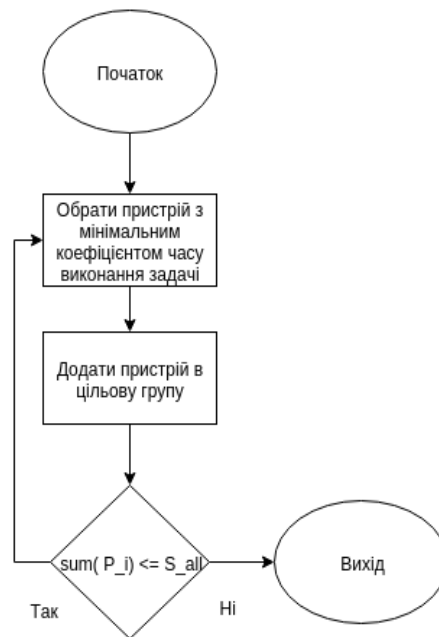 Початок
Обрати пристрій з
мінімальним
коефіцієнтом часу
виконання задачі
Додати пристрій в
цільову групу
sum( P_i) <= S_all
Вихід
Так
Ні